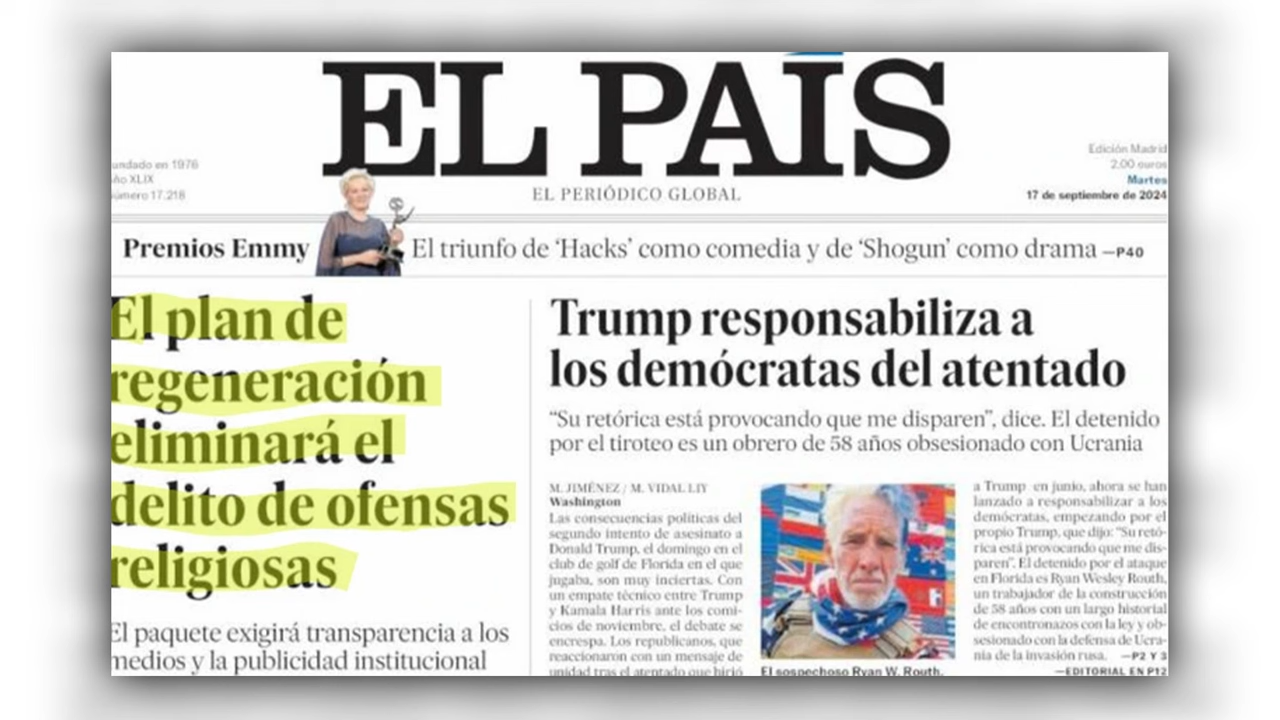 EL PAÍS
undado en 1976
Año XLIX
número 17.218
EL PERIÓDICO GLOBAL
Edición Madrid
2,00 euros
Martes
17 de septiembre de 2024
Premios Emmy El triunfo de ‘Hacks’ como comedia y de ‘Shogun’ como drama —P40
El plan de
regeneración
eliminará el
delito de ofensas
religiosas
El paquete exigirá transparencia a los
medios y la publicidad institucional
Trump responsabiliza a
los demócratas del atentado
“Su retórica está provocando que me disparen”, dice. El detenido
por el tiroteo es un obrero de 58 años obsesionado con Ucrania
M. JIMÉNEZ / M. VIDAL LIY
Washington
Las consecuencias políticas del
segundo intento de asesinato a
Donald Trump, el domingo en el
club de golf de Florida en el que
jugaba, son muy inciertas. Con
un empate técnico entre Trump
y Kamala Harris ante los comi-
cios de noviembre, el debate se
encrespa. Los republicanos, que
reaccionaron con un mensaje de
unidad tras el atentado que hirió
El sospechoso Ryan W. Routh.
a Trump en junio, ahora se han
lanzado a responsabilizar a los
demócratas, empezando por el
propio Trump, que dijo: “Su retó-
rica está provocando que me dis-
paren”. El detenido por el ataque
en Florida es Ryan Wesley Routh,
un trabajador de la construcción
de 58 años con un largo historial
de encontronazos con la ley y ob-
sesionado con la defensa de Ucra-
nia de la invasión rusa. —P2 Y 3
—EDITORIAL EN P12